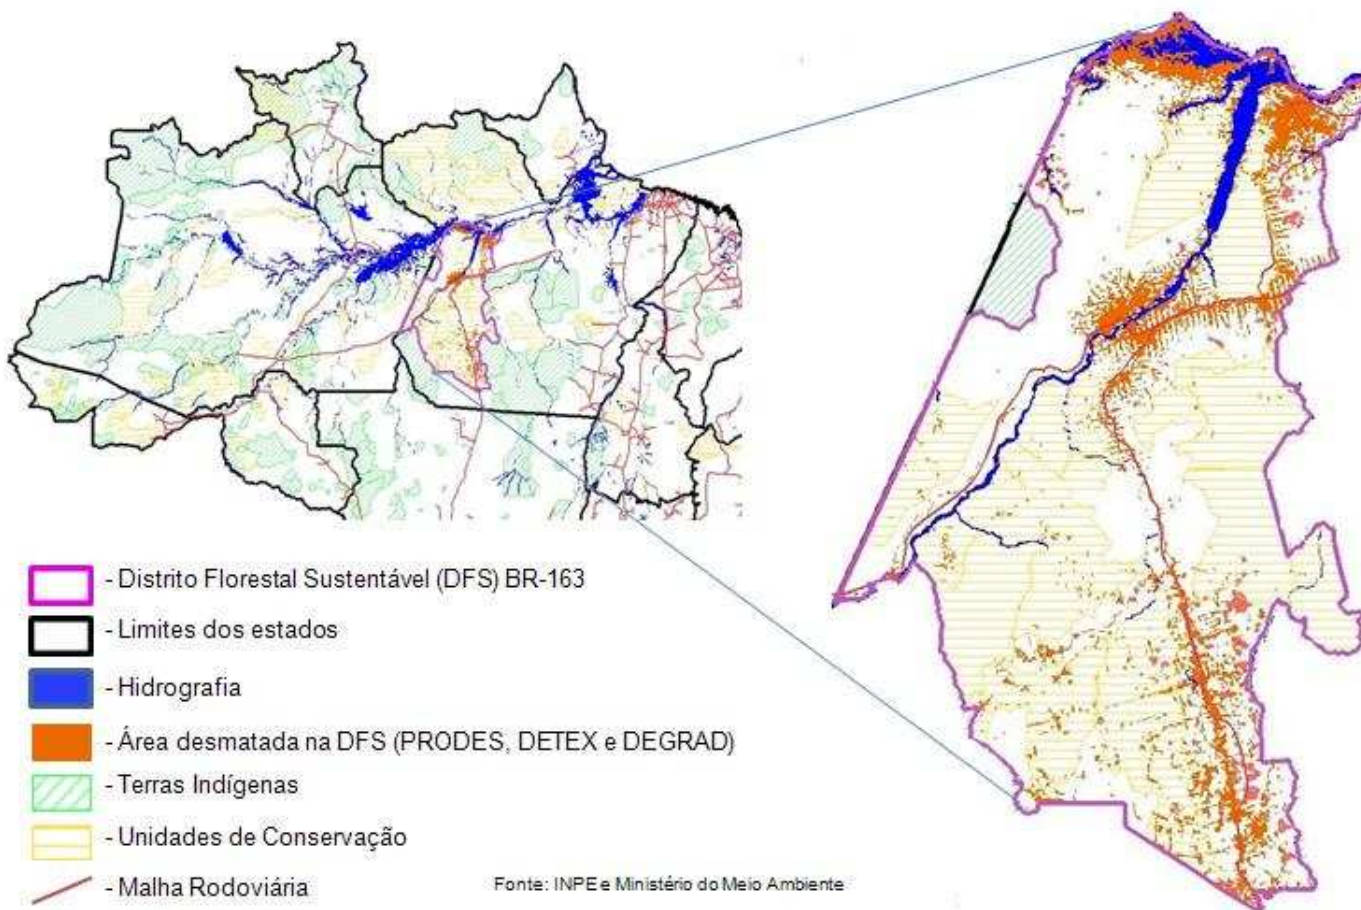 - Distrito Florestal Sustentável (DFS) BR-163
- Limites dos estados
- Hidrografia
- Área desmatada na DFS (PRODES, DETEX e DEGRAD)
- Terras Indígenas
- Unidades de Conservação
- Malha Rodoviária
Fonte: INPE e Ministério do Meio Ambiente